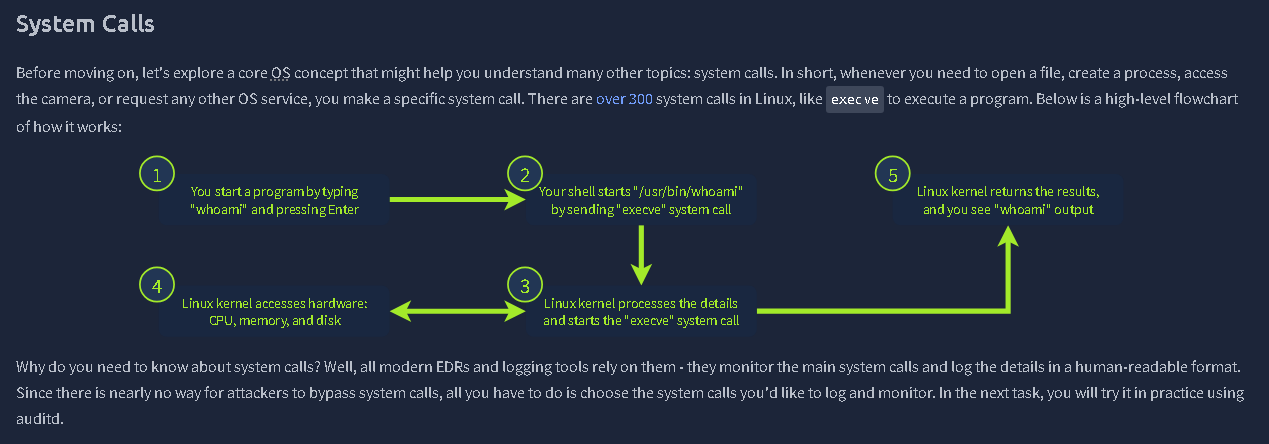 System Calls
Before moving on, let's explore a core OS concept that might help you understand many other topics: system calls. In short, whenever you need to open a file, create a process, access
the camera, or request any other OS service, you make a specific system call. There are over 300 system calls in Linux, like execve to execute a program. Below is a high-level flowchart
of how it works:
1
You start a program by typing
"whoami" and pressing Enter
2
Your shell starts "/usr/bin/whoami"
by sending "execve" system call
5
Linux kernel returns the results,
and you see "whoami" output
4
Linux kernel accesses hardware:
CPU, memory, and disk
3
Linux kernel processes the details
and starts the "execve" system call
Why do you need to know about system calls? Well, all modern EDRs and logging tools rely on them - they monitor the main system calls and log the details in a human-readable format.
Since there is nearly no way for attackers to bypass system calls, all you have to do is choose the system calls you'd like to log and monitor. In the next task, you will try it in practice using
auditd.